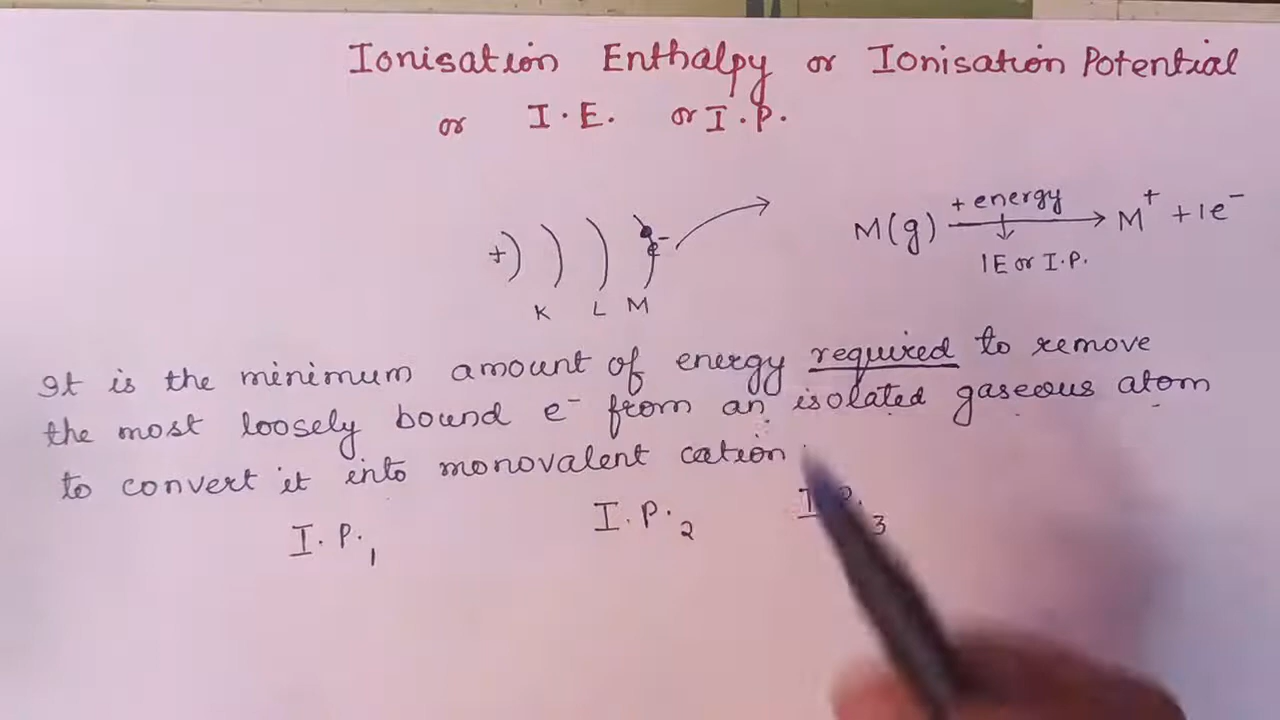 Ionisation Enthalpy or Ionisation Potential
or I.E. or I.P.
+) K L M e-
M(g) + energy → M+ + 1e-
↓
IE or I.P.
It is the minimum amount of energy required to remove
the most loosely bound e- from an isolated gaseous atom
to convert it into monovalent cation
I.P.1 I.P.2 I.P.3